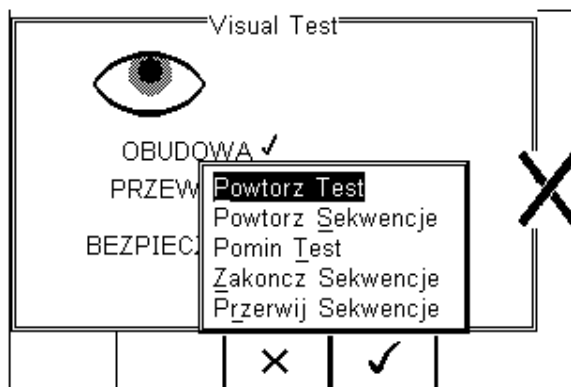 Visual Test
OBUDOWA
PRZEW
BEZPIECZ
Powtorz Test
Powtorz Sekwencje
Pomin Test
Zakoncz Sekwencje
Przerwij Sekwencje